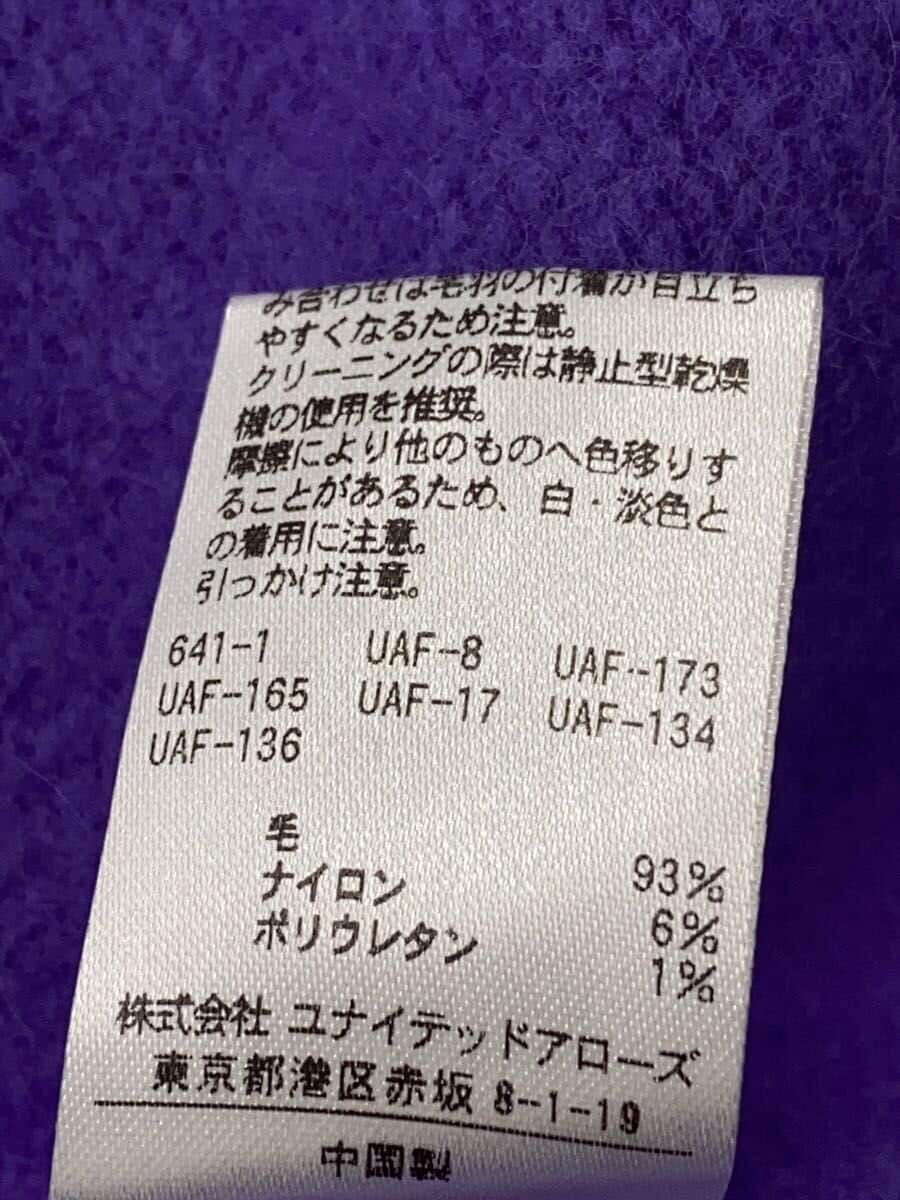 み合わせは毛羽の付着が目立ち
やすくなるため注意。
クリーニングの際は静止型乾燥
機の使用を推奨。
摩擦により他のものへ色移りす
ることがあるため、白・淡色と
の着用に注意。
引っかけ注意。
641-1 UAF-8 UAF-173
UAF-165 UAF-17 UAF-134
UAF-136
毛 93%
ナイロン 6%
ポリウレタン 1%
株式会社 ユナイテッドアローズ
東京都港区赤坂 8-1-19
中国製